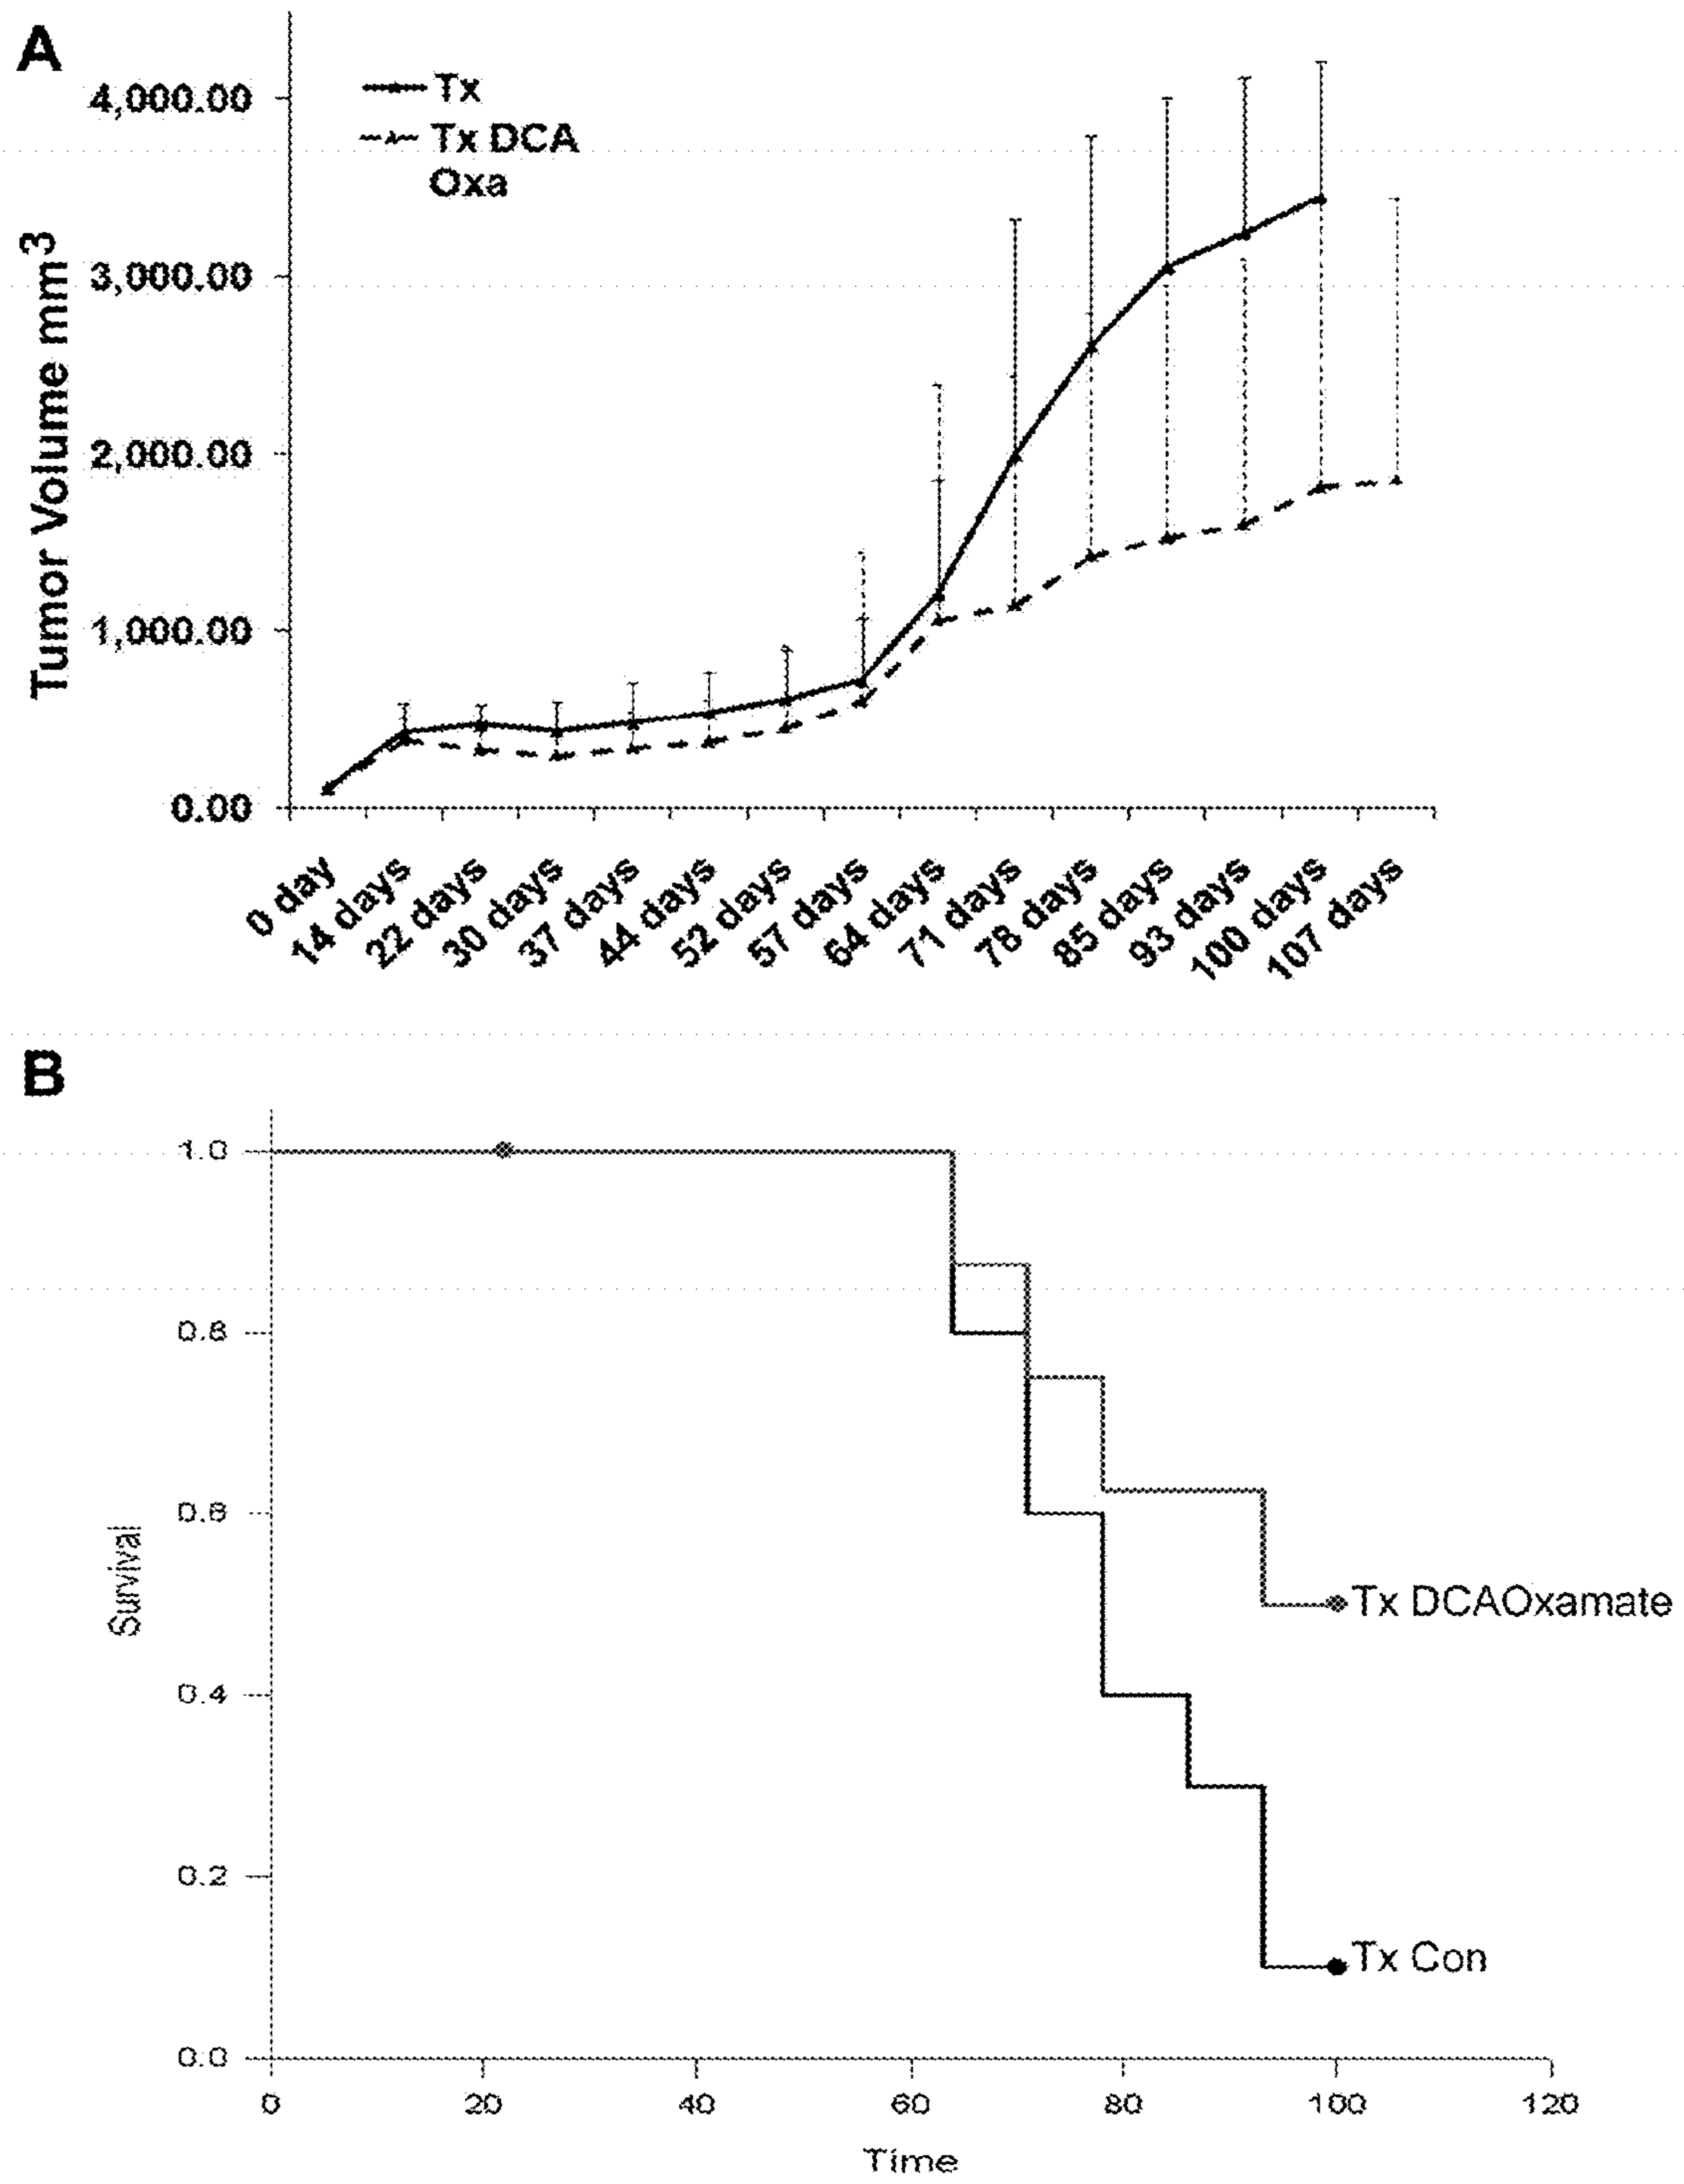 A
Tx
Tx DCA
Oxa
Tumor Volume mm3
4,000.00
3,000.00
2,000.00
1,000.00
0.00
0 day
14 days
22 days
30 days
37 days
44 days
52 days
57 days
64 days
71 days
78 days
85 days
93 days
100 days
107 days
B
Survival
1.0
0.8
0.6
0.4
0.2
0.0
Tx DCAOxamate
Tx Con
0 20 40 60 80 100 120
Time